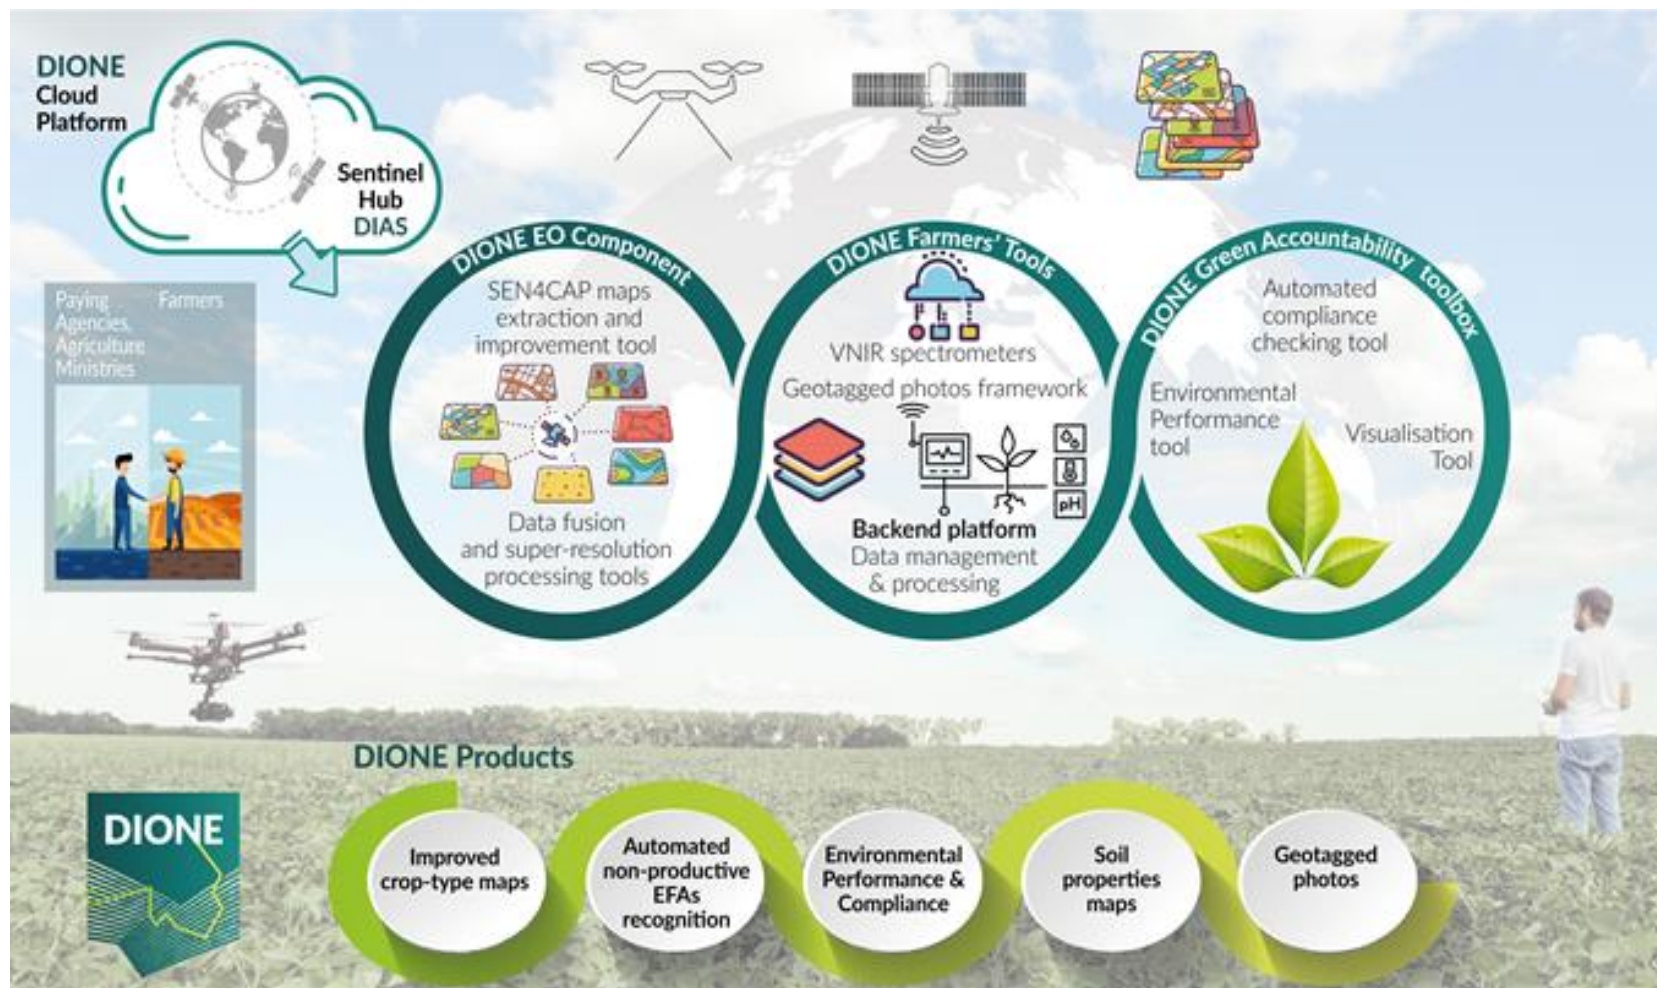 DIONE
Cloud
Platform
Sentinel
Hub
DIAS
Paying
Agencies,
Agriculture
Ministries
Farmers
DIONE EO Component
SEN4CAP maps
extraction and
improvement tool
Data fusion
and super-resolution
processing tools
DIONE Farmers' Tools
VNIR spectrometers
Geotagged photos framework
pH
Backend platform
Data management
& processing
DIONE Green Accountability toolbox
Automated
compliance
checking tool
Environmental
Performance
tool
Visualisation
Tool
DIONE Products
DIONE
Improved
crop-type maps
Automated
non-productive
EFAs
recognition
Environmental
Performance &
Compliance
Soil
properties
maps
Geotagged
photos